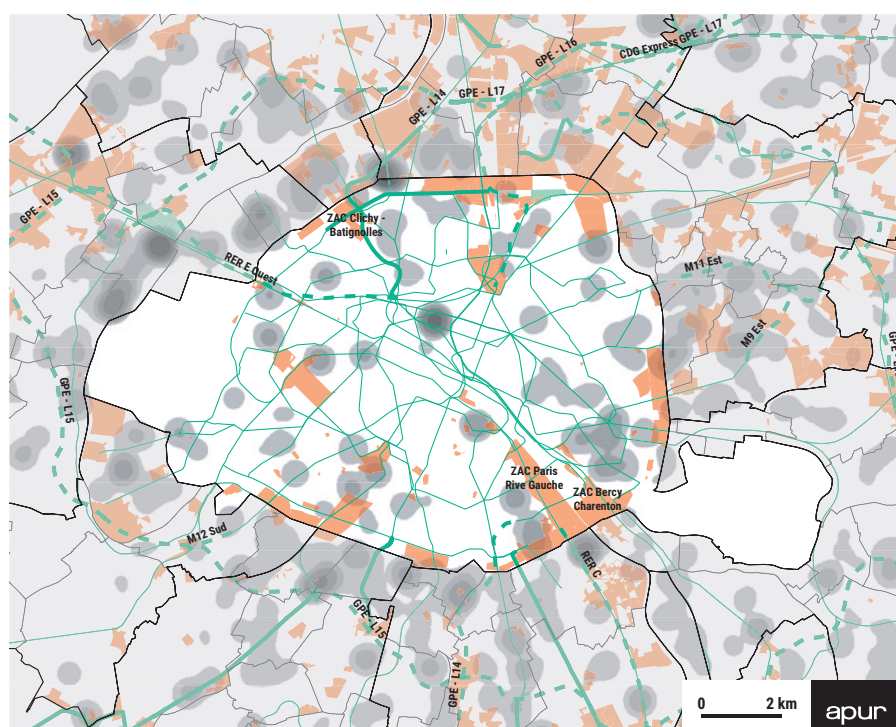 GPE - L16
CDG Express
GPE - L17
GPE - L14
GPE - L17
GPE - L15
ZAC Clichy -
Batignolles
RER E Ouest
M11 Est
M9 Est
GPE - L15
ZAC Paris
Rive Gauche
ZAC Bercy
Charenton
M12 Sud
RER C
GPE - L15
GPE - L14
0 2 km
apur